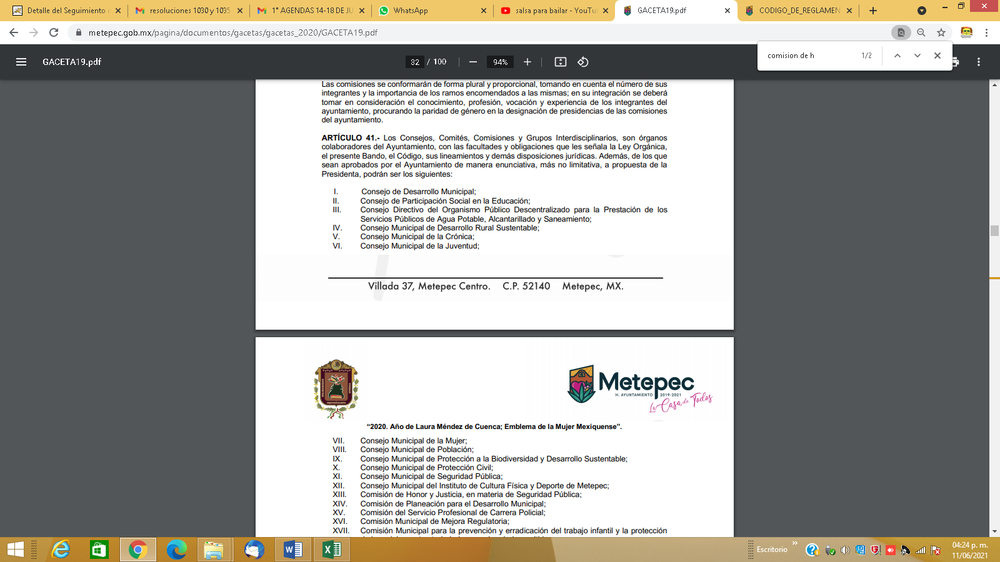 Detalle del Seguimiento d
resoluciones 1030 y 1035
1° AGENDAS 14-18 DE JU
WhatsApp
salsa para bailar - YouTu
GACETA19.pdf
CODIGO_DE_REGLAMEN
metepec.gob.mx/pagina/documentos/gacetas/gacetas_2020/GACETA19.pdf
GACETA19.pdf
32 / 100
94%
comision de h
1/2
Las comisiones se conformarán de forma plural y proporcional, tomando en cuenta el número de sus
integrantes y la importancia de los ramos encomendados a las mismas; en su integración se deberá
tomar en consideración el conocimiento, profesión, vocación y experiencia de los integrantes del
ayuntamiento, procurando la paridad de género en la designación de presidencias de las comisiones
del ayuntamiento.
ARTÍCULO 41.- Los Consejos, Comités, Comisiones y Grupos Interdisciplinarios, son órganos
colaboradores del Ayuntamiento, con las facultades y obligaciones que les señala la Ley Orgánica,
el presente Bando, el Código, sus lineamientos y demás disposiciones jurídicas. Además, de los que
sean aprobados por el Ayuntamiento de manera enunciativa, más no limitativa, a propuesta de la
Presidenta, podrán ser los siguientes:
I. Consejo de Desarrollo Municipal;
II. Consejo de Participación Social en la Educación;
III. Consejo Directivo del Organismo Público Descentralizado para la Prestación de los
Servicios Públicos de Agua Potable, Alcantarillado y Saneamiento;
IV. Consejo Municipal de Desarrollo Rural Sustentable;
V. Consejo Municipal de la Crónica;
VI. Consejo Municipal de la Juventud;
Villada 37, Metepec Centro. C.P. 52140 Metepec, MX.
Metepec
H. AYUNTAMIENTO 2019-2021
La Casa de Todos
“2020. Año de Laura Méndez de Cuenca; Emblema de la Mujer Mexiquense”.
VII. Consejo Municipal de la Mujer;
VIII. Consejo Municipal de Población;
IX. Consejo Municipal de Protección a la Biodiversidad y Desarrollo Sustentable;
X. Consejo Municipal de Protección Civil;
XI. Consejo Municipal de Seguridad Pública;
XII. Consejo Municipal del Instituto de Cultura Física y Deporte de Metepec;
XIII. Comisión de Honor y Justicia, en materia de Seguridad Pública;
XIV. Comisión de Planeación para el Desarrollo Municipal;
XV. Comisión del Servicio Profesional de Carrera Policial;
XVI. Comisión Municipal de Mejora Regulatoria;
XVII. Comisión Municipal para la prevención y erradicación del trabajo infantil y la protección
Escritorio
04:24 p. m.
11/06/2021